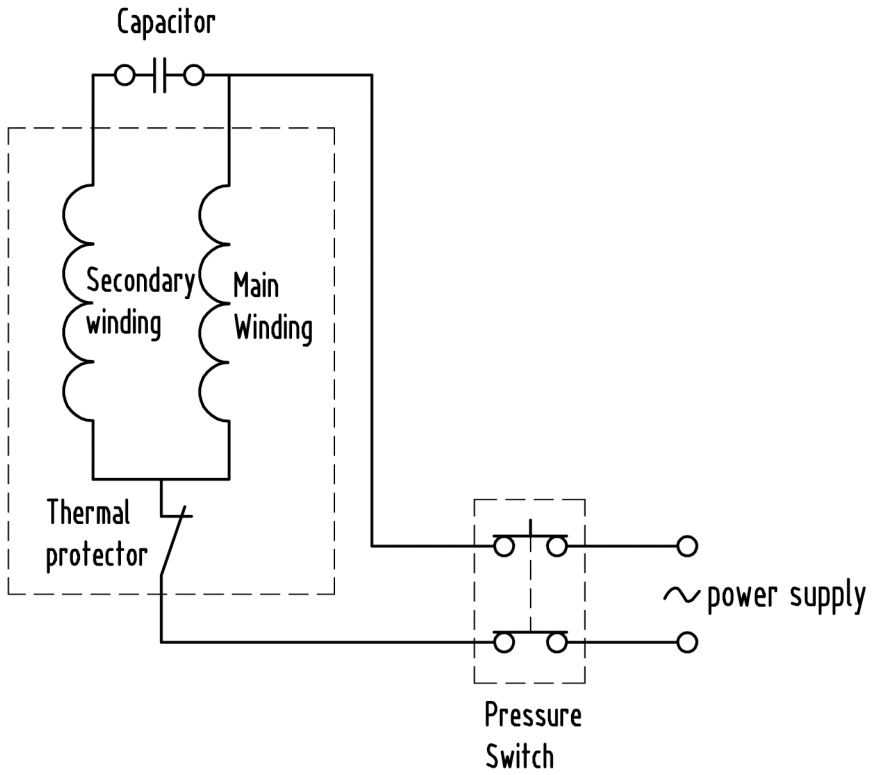 Capacitor
Secondary
winding
Main
Winding
Thermal
protector
power supply
Pressure
Switch